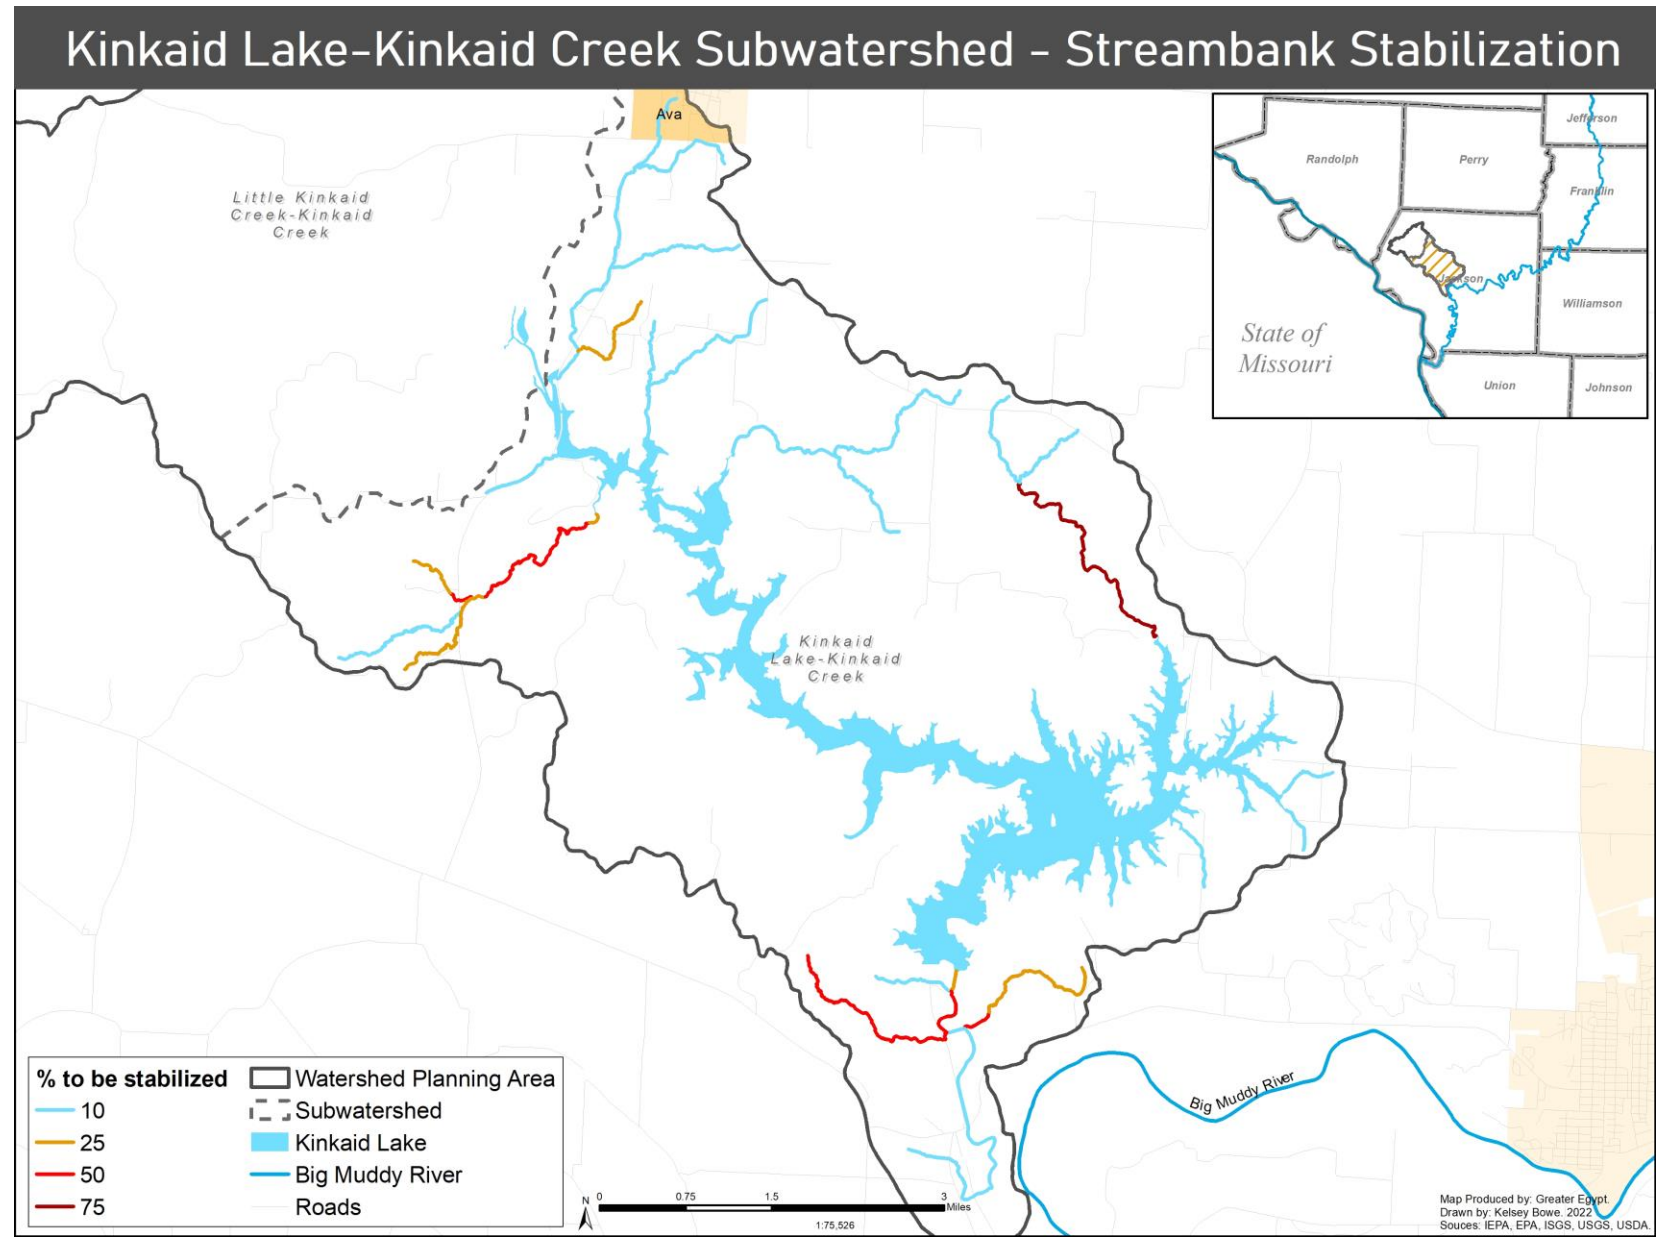 Kinkaid Lake-Kinkaid Creek Subwatershed - Streambank Stabilization
Ava
Little Kinkaid
Creek-Kinkaid
Creek
Jefferson
Randolph
Perry
Franklin
Jackson
Williamson
State of
Missouri
Union
Johnson
Kinkaid
Lake-Kinkaid
Creek
Big Muddy River
% to be stabilized
10
25
50
75
Watershed Planning Area
Subwatershed
Kinkaid Lake
Big Muddy River
Roads
N
0 0.75 1.5 3
Miles
1:75,526
Map Produced by: Greater Egypt.
Drawn by: Kelsey Bowe. 2022
Souces: IEPA, EPA, ISGS, USGS, USDA.